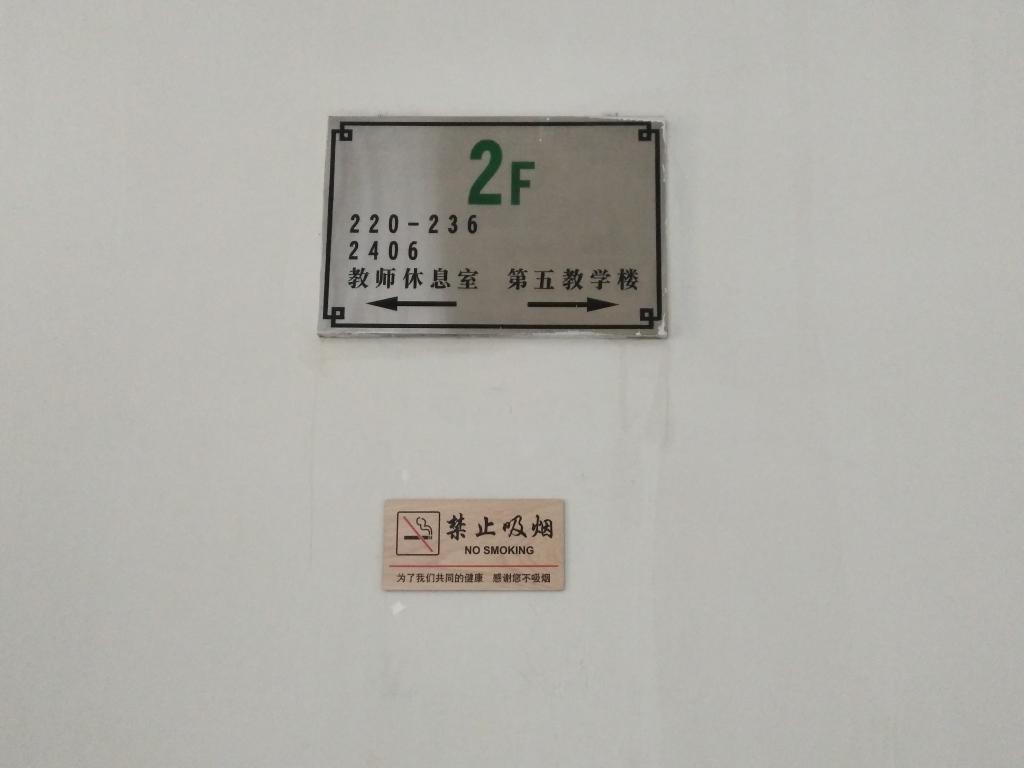 2F
220-236
2406
教师休息室 第五教学楼
禁止吸烟
NO SMOKING
为了我们共同的健康 感谢您不吸烟